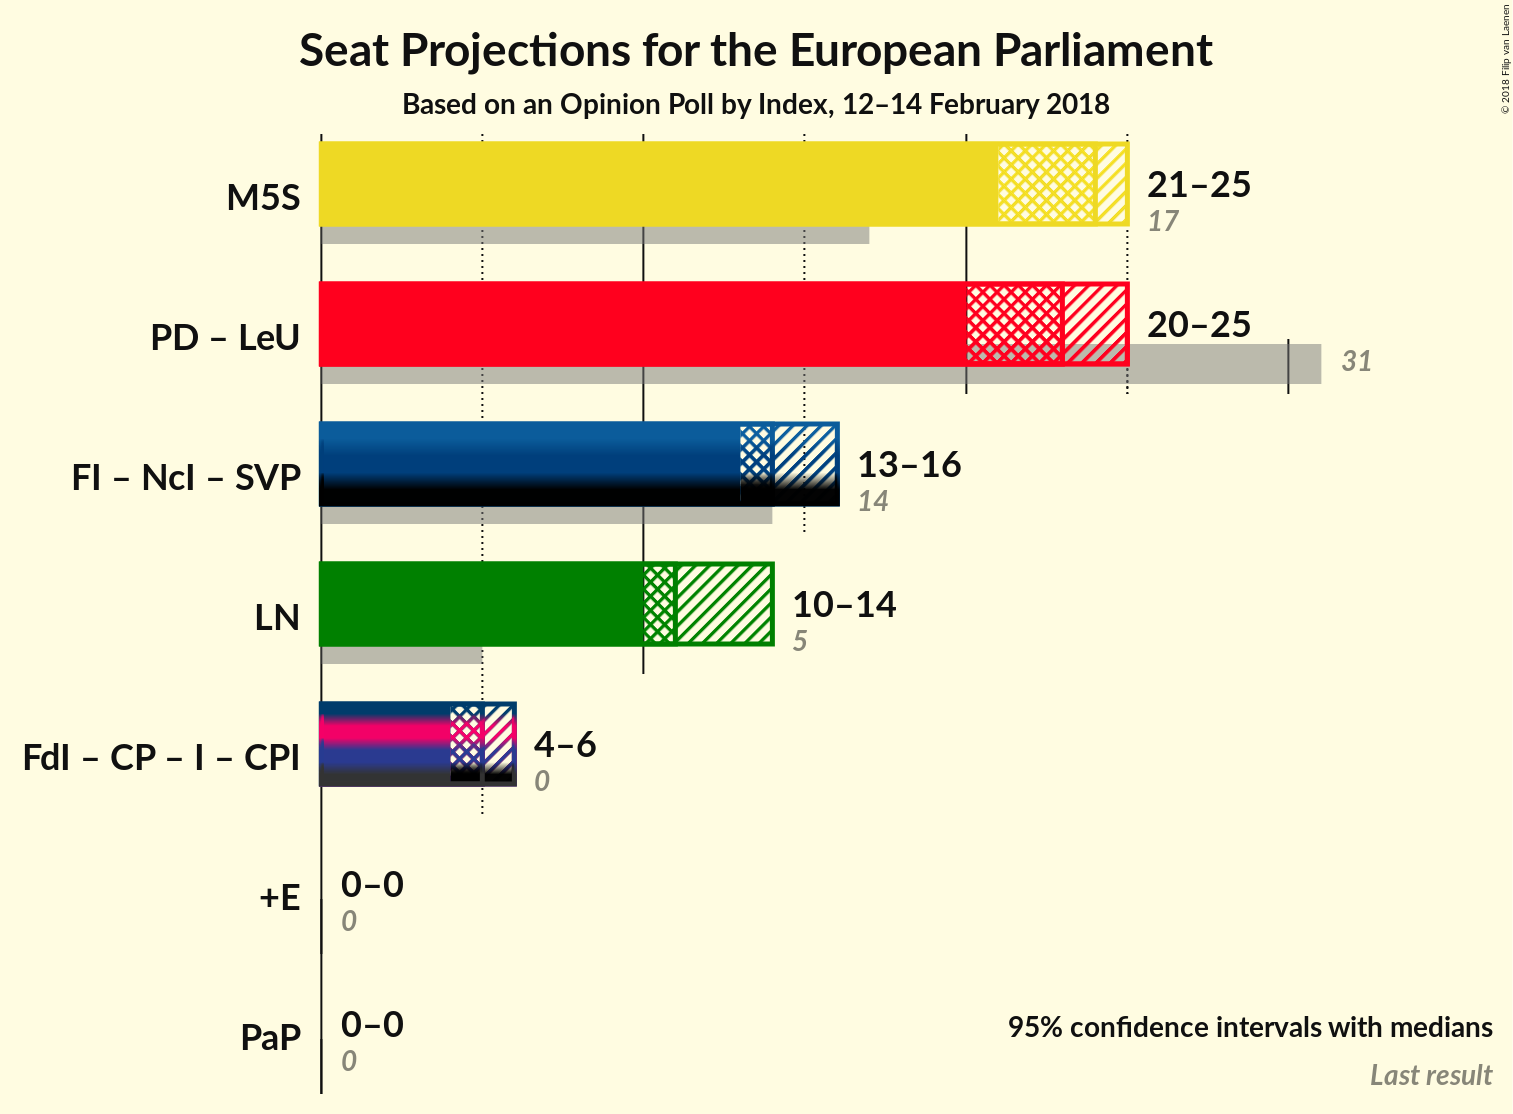 Seat Projections for the European Parliament
Based on an Opinion Poll by Index, 12–14 February 2018
© 2018 Filip van Laenen
M5S
21–25
17
PD – LeU
20–25
31
FI – NcI – SVP
13–16
14
LN
10–14
5
FdI – CP – I – CPI
4–6
0
+E
0–0
0
PaP
0–0
0
95% confidence intervals with medians
Last result